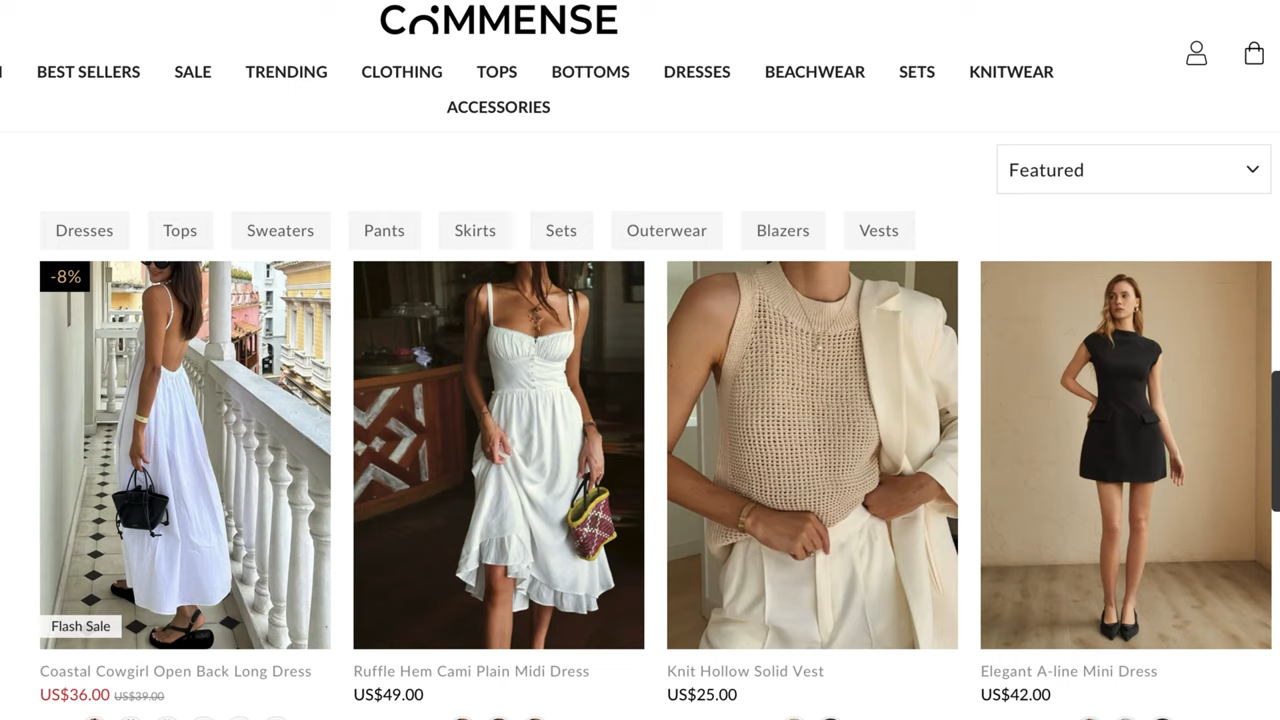 COMMENSE
BEST SELLERS SALE TRENDING CLOTHING TOPS BOTTOMS DRESSES BEACHWEAR SETS KNITWEAR
ACCESSORIES
Featured
Dresses Tops Sweaters Pants Skirts Sets Outerwear Blazers Vests
-8%
Flash Sale
Coastal Cowgirl Open Back Long Dress
US$36.00 US$39.00
Ruffle Hem Cami Plain Midi Dress
US$49.00
Knit Hollow Solid Vest
US$25.00
Elegant A-line Mini Dress
US$42.00